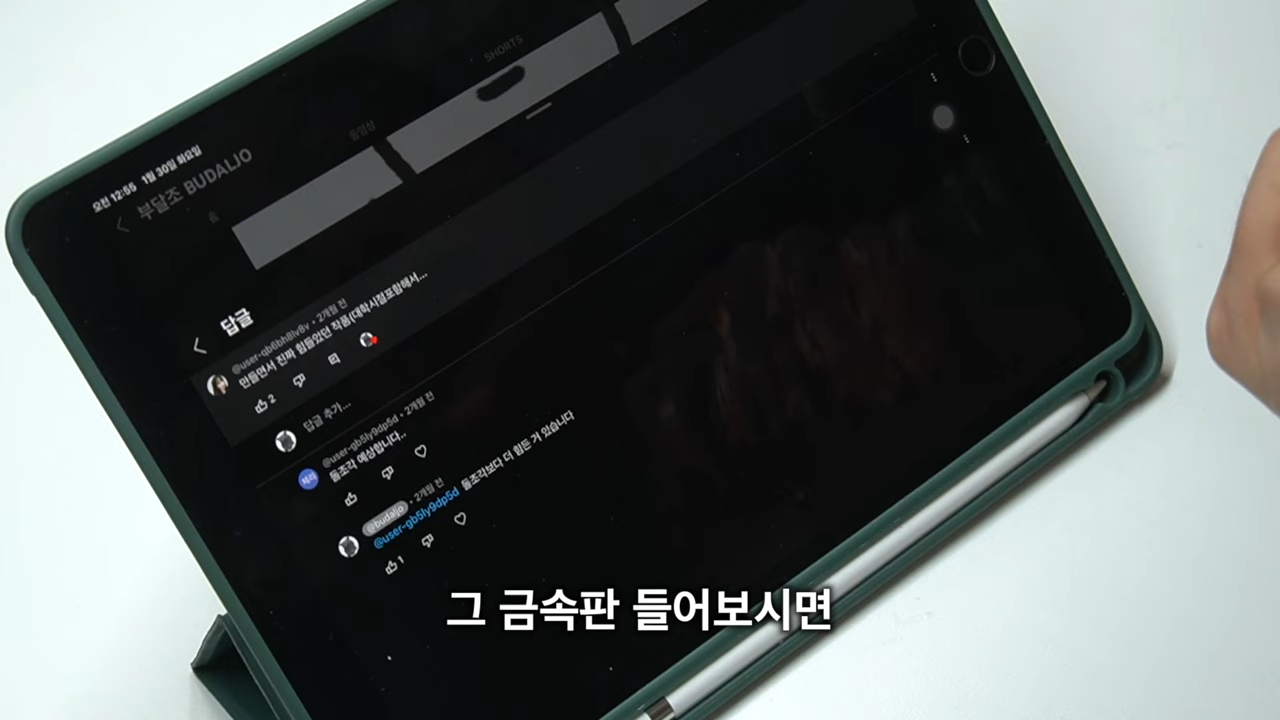 SHORTS
동영상
홈
오전 12:55 1월 30일 화요일
부달조 BUDALJO
답글
@user-gb6bh8lv8v • 2개월 전
만들면서 진짜 힘들었던 작품(대학시절포함해서...
2
답글 추가...
@user-gb5ly9dp5d • 2개월 전
돌조각 예상합니다..
@budaljo • 2개월 전
@user-gb5ly9dp5d 돌조각보다 더 힘든 거 있습니다
1
그 금속판 들어보시면